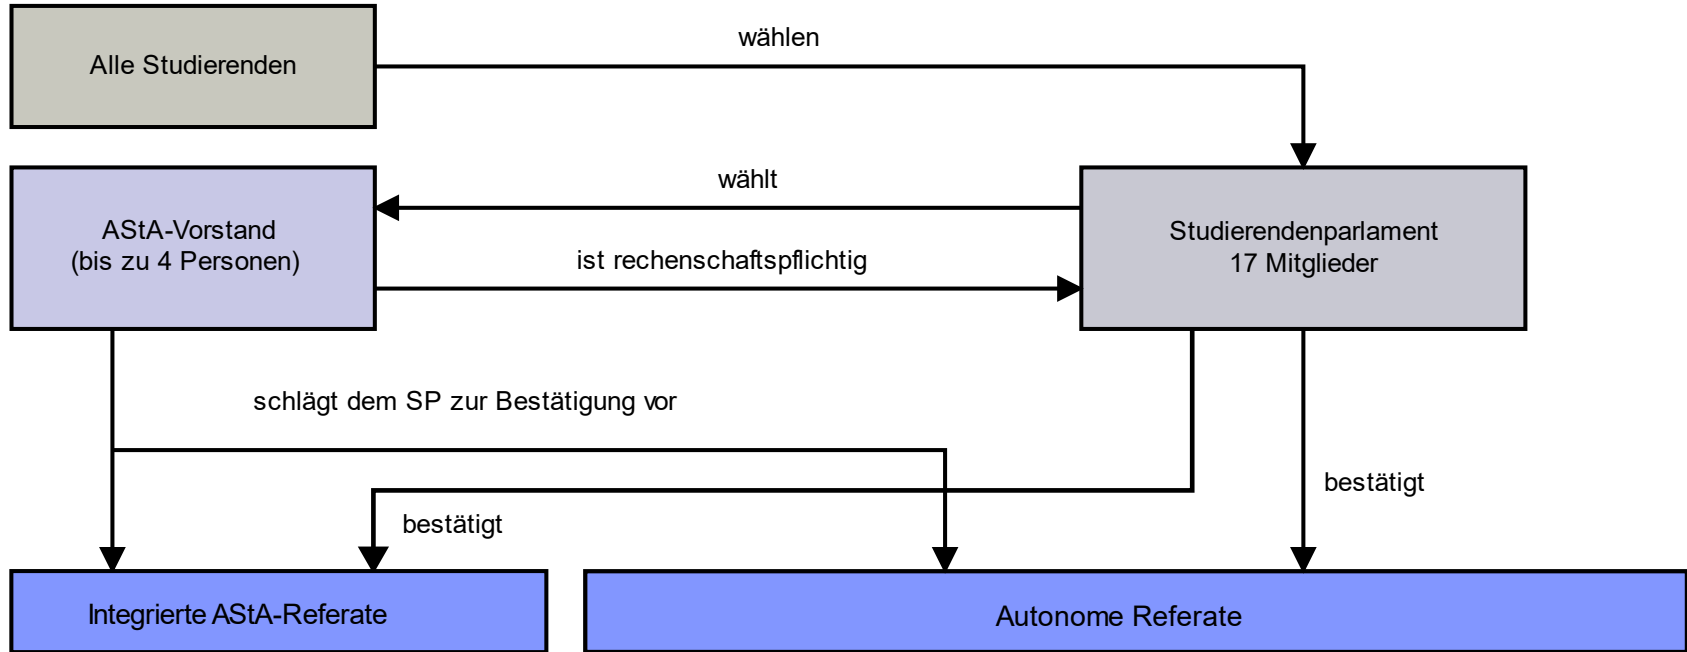 wählen
Alle Studierenden
wählt
AStA-Vorstand
(bis zu 4 Personen)
Studierendenparlament
17 Mitglieder
ist rechenschaftspflichtig
schlägt dem SP zur Bestätigung vor
bestätigt
bestätigt
Integrierte AStA-Referate
Autonome Referate